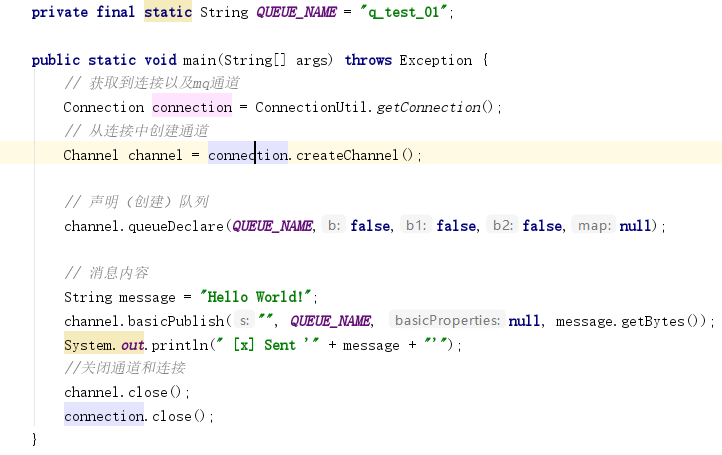 private final static String QUEUE_NAME = "q_test_01";
public static void main(String[] args) throws Exception {
// 获取到连接以及mq通道
Connection connection = ConnectionUtil.getConnection();
// 从连接中创建通道
Channel channel = connection.createChannel();
// 声明（创建）队列
channel.queueDeclare(QUEUE_NAME, b: false, b1: false, b2: false, map: null);
// 消息内容
String message = "Hello World!";
channel.basicPublish( s: "", QUEUE_NAME, basicProperties: null, message.getBytes());
System.out.println(" [x] Sent '" + message + "'");
//关闭通道和连接
channel.close();
connection.close();
}